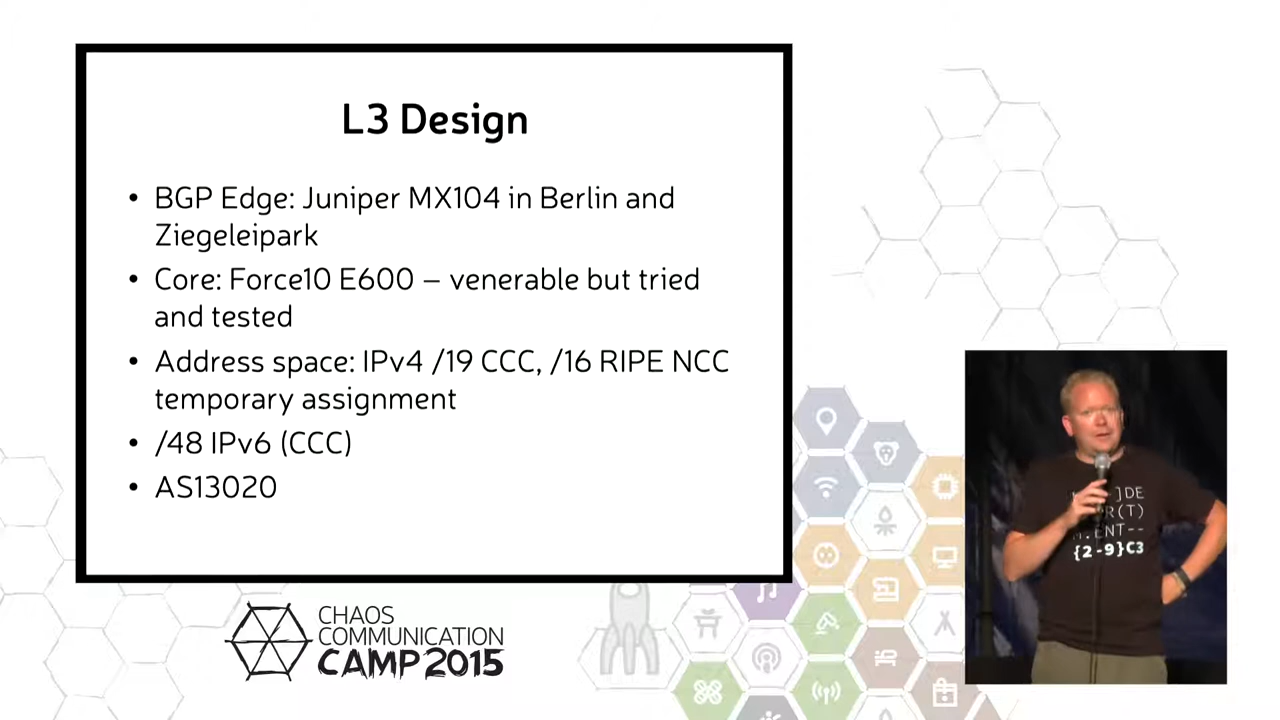 L3 Design
• BGP Edge: Juniper MX104 in Berlin and
Ziegeleipark
• Core: Force10 E600 – venerable but tried
and tested
• Address space: IPv4 /19 CCC, /16 RIPE NCC
temporary assignment
• /48 IPv6 (CCC)
• AS13020
CHAOS
COMMUNICATION
CAMP 2015
]DE
R(T)
ENT--
{2-9}C3